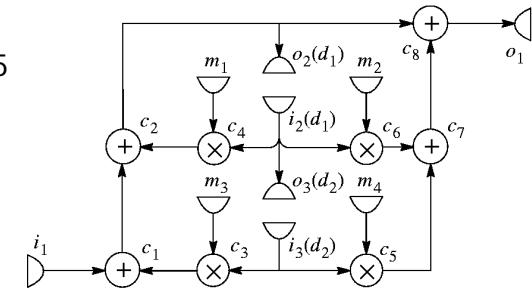 5
c₈
o₁
m₁
o₂(d₁)
m₂
c₂
c₄
i₂(d₁)
c₆
c₇
+
×
×
+
m₃
o₃(d₂)
m₄
i₁
c₁
c₃
i₃(d₂)
c₅
+
×
×
+